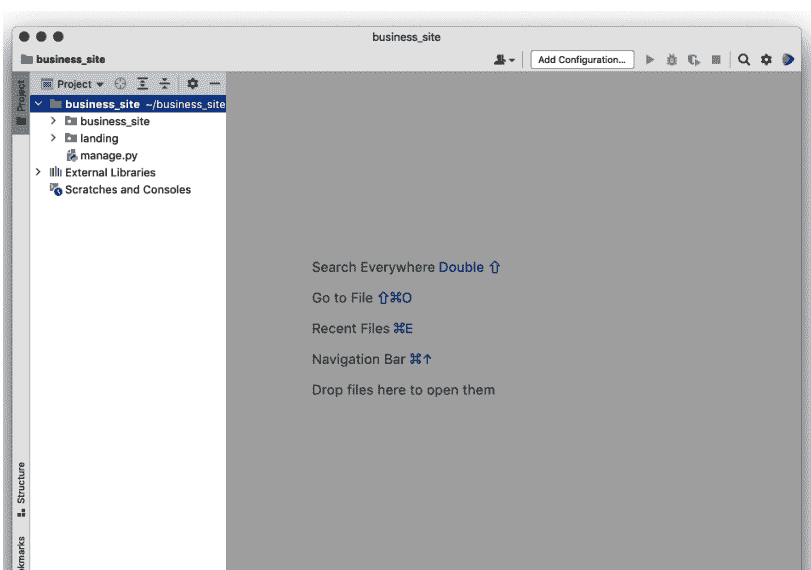 business_site
business_site
Add Configuration...
Project
Project
business_site ~/business_site
business_site
landing
manage.py
External Libraries
Scratches and Consoles
Search Everywhere Double ⇧
Go to File ⇧⌘O
Recent Files ⌘E
Navigation Bar ⌘↑
Drop files here to open them
Structure
okmarks